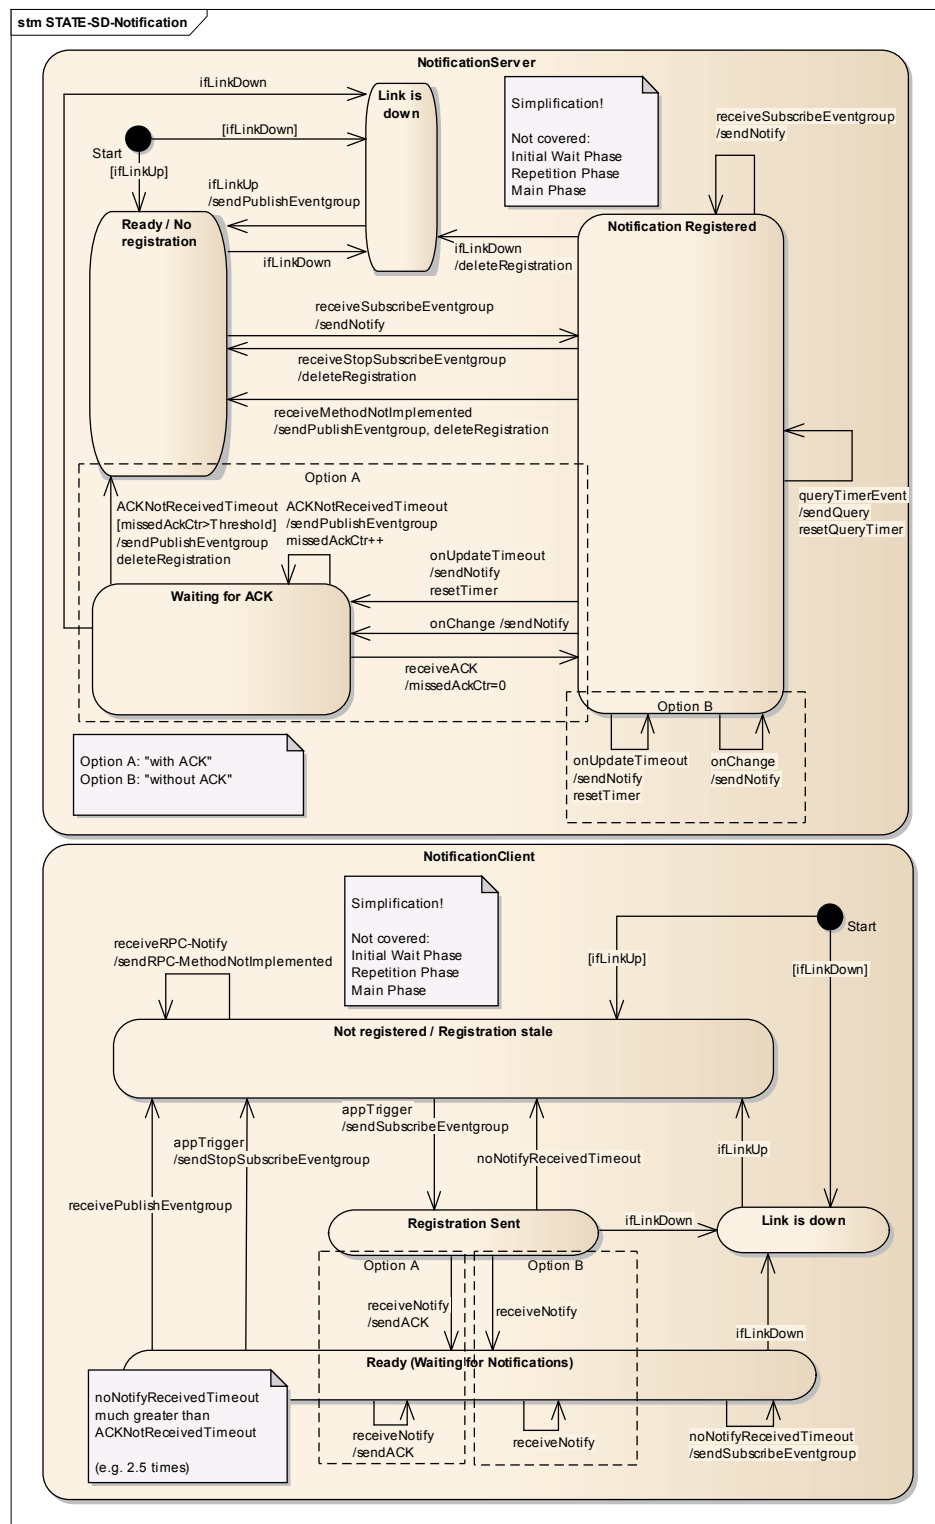 stm STATE-SD-Notification
NotificationServer
ifLinkDown
Link is
down
Simplification!
Not covered:
Initial Wait Phase
Repetition Phase
Main Phase
receiveSubscribeEventgroup
/sendNotify
[ifLinkDown]
Start
[ifLinkUp]
ifLinkUp
/sendPublishEventgroup
Ready / No
registration
Notification Registered
ifLinkDown
ifLinkDown
/deleteRegistration
receiveSubscribeEventgroup
/sendNotify
receiveStopSubscribeEventgroup
/deleteRegistration
receiveMethodNotImplemented
/sendPublishEventgroup, deleteRegistration
Option A
ACKNotReceivedTimeout
[missedAckCtr>Threshold]
/sendPublishEventgroup
deleteRegistration
ACKNotReceivedTimeout
/sendPublishEventgroup
missedAckCtr++
queryTimerEvent
/sendQuery
resetQueryTimer
onUpdateTimeout
/sendNotify
resetTimer
Waiting for ACK
onChange /sendNotify
receiveACK
/missedAckCtr=0
Option B
onUpdateTimeout
/sendNotify
resetTimer
onChange
/sendNotify
Option A: "with ACK"
Option B: "without ACK"
NotificationClient
Simplification!
Not covered:
Initial Wait Phase
Repetition Phase
Main Phase
Start
receiveRPC-Notify
/sendRPC-MethodNotImplemented
[ifLinkUp]
[ifLinkDown]
Not registered / Registration stale
appTrigger
/sendSubscribeEventgroup
appTrigger
/sendStopSubscribeEventgroup
noNotifyReceivedTimeout
ifLinkUp
receivePublishEventgroup
Registration Sent
ifLinkDown
Link is down
Option A
Option B
receiveNotify
/sendACK
receiveNotify
ifLinkDown
Ready (Waiting for Notifications)
noNotifyReceivedTimeout
much greater than
ACKNotReceivedTimeout
(e.g. 2.5 times)
receiveNotify
/sendACK
receiveNotify
noNotifyReceivedTimeout
/sendSubscribeEventgroup